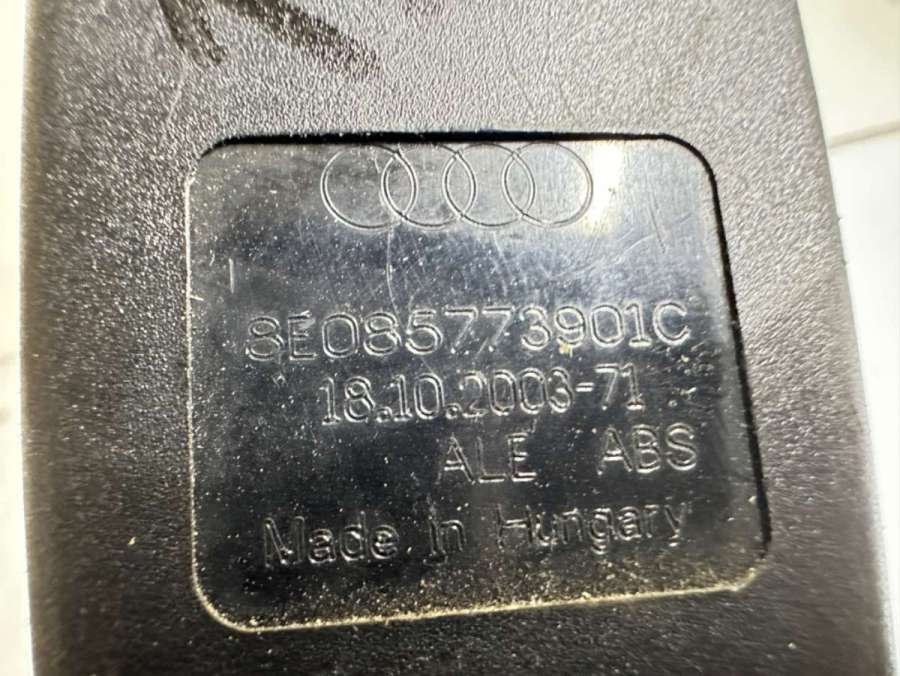 8E085773901C
18.10.2003-71
ALE ABS
Made in Hungary